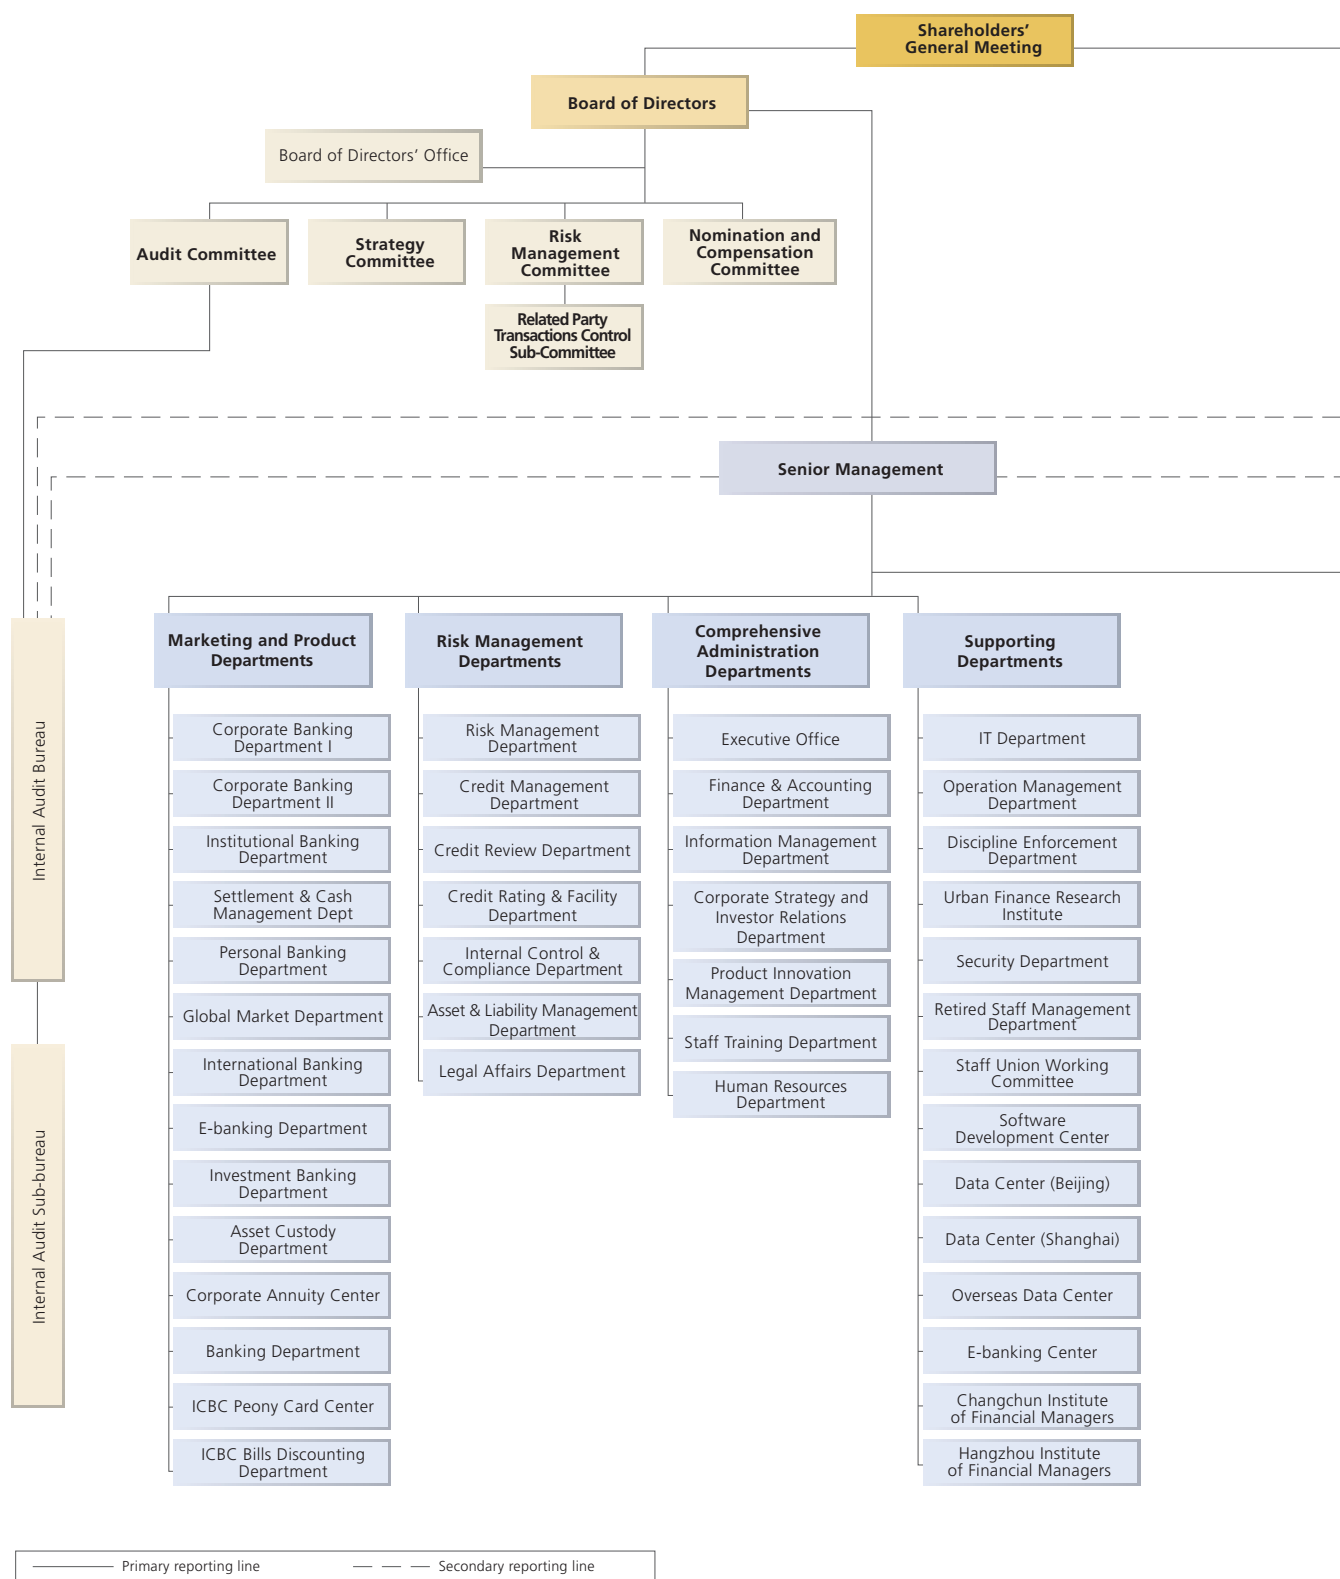 Shareholders’
General Meeting
Board of Directors
Board of Directors’ Office
Audit Committee
Strategy
Committee
Risk
Management
Committee
Nomination and
Compensation
Committee
Related Party
Transactions Control
Sub-Committee
Senior Management
Internal Audit Bureau
Internal Audit Sub-bureau
Marketing and Product
Departments
Corporate Banking
Department I
Corporate Banking
Department II
Institutional Banking
Department
Settlement & Cash
Management Dept
Personal Banking
Department
Global Market Department
International Banking
Department
E-banking Department
Investment Banking
Department
Asset Custody
Department
Corporate Annuity Center
Banking Department
ICBC Peony Card Center
ICBC Bills Discounting
Department
Risk Management
Departments
Risk Management
Department
Credit Management
Department
Credit Review Department
Credit Rating & Facility
Department
Internal Control &
Compliance Department
Asset & Liability Management
Department
Legal Affairs Department
Comprehensive
Administration
Departments
Executive Office
Finance & Accounting
Department
Information Management
Department
Corporate Strategy and
Investor Relations
Department
Product Innovation
Management Department
Staff Training Department
Human Resources
Department
Supporting
Departments
IT Department
Operation Management
Department
Discipline Enforcement
Department
Urban Finance Research
Institute
Security Department
Retired Staff Management
Department
Staff Union Working
Committee
Software
Development Center
Data Center (Beijing)
Data Center (Shanghai)
Overseas Data Center
E-banking Center
Changchun Institute
of Financial Managers
Hangzhou Institute
of Financial Managers
Primary reporting line
Secondary reporting line